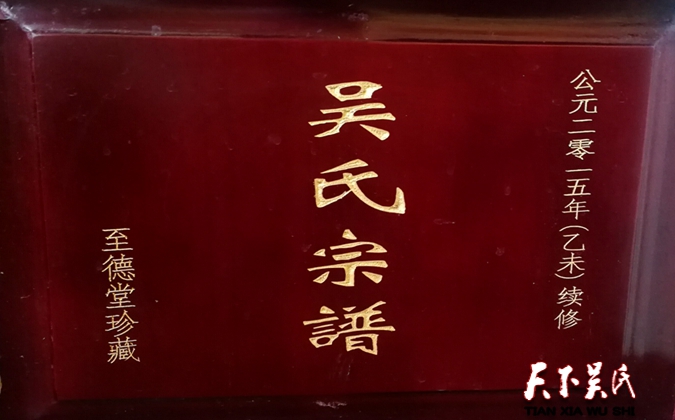 公元二零一五年(乙未)续修
吴氏宗譜
至德堂珍藏
天下吴氏
TIAN XIA WU SHI